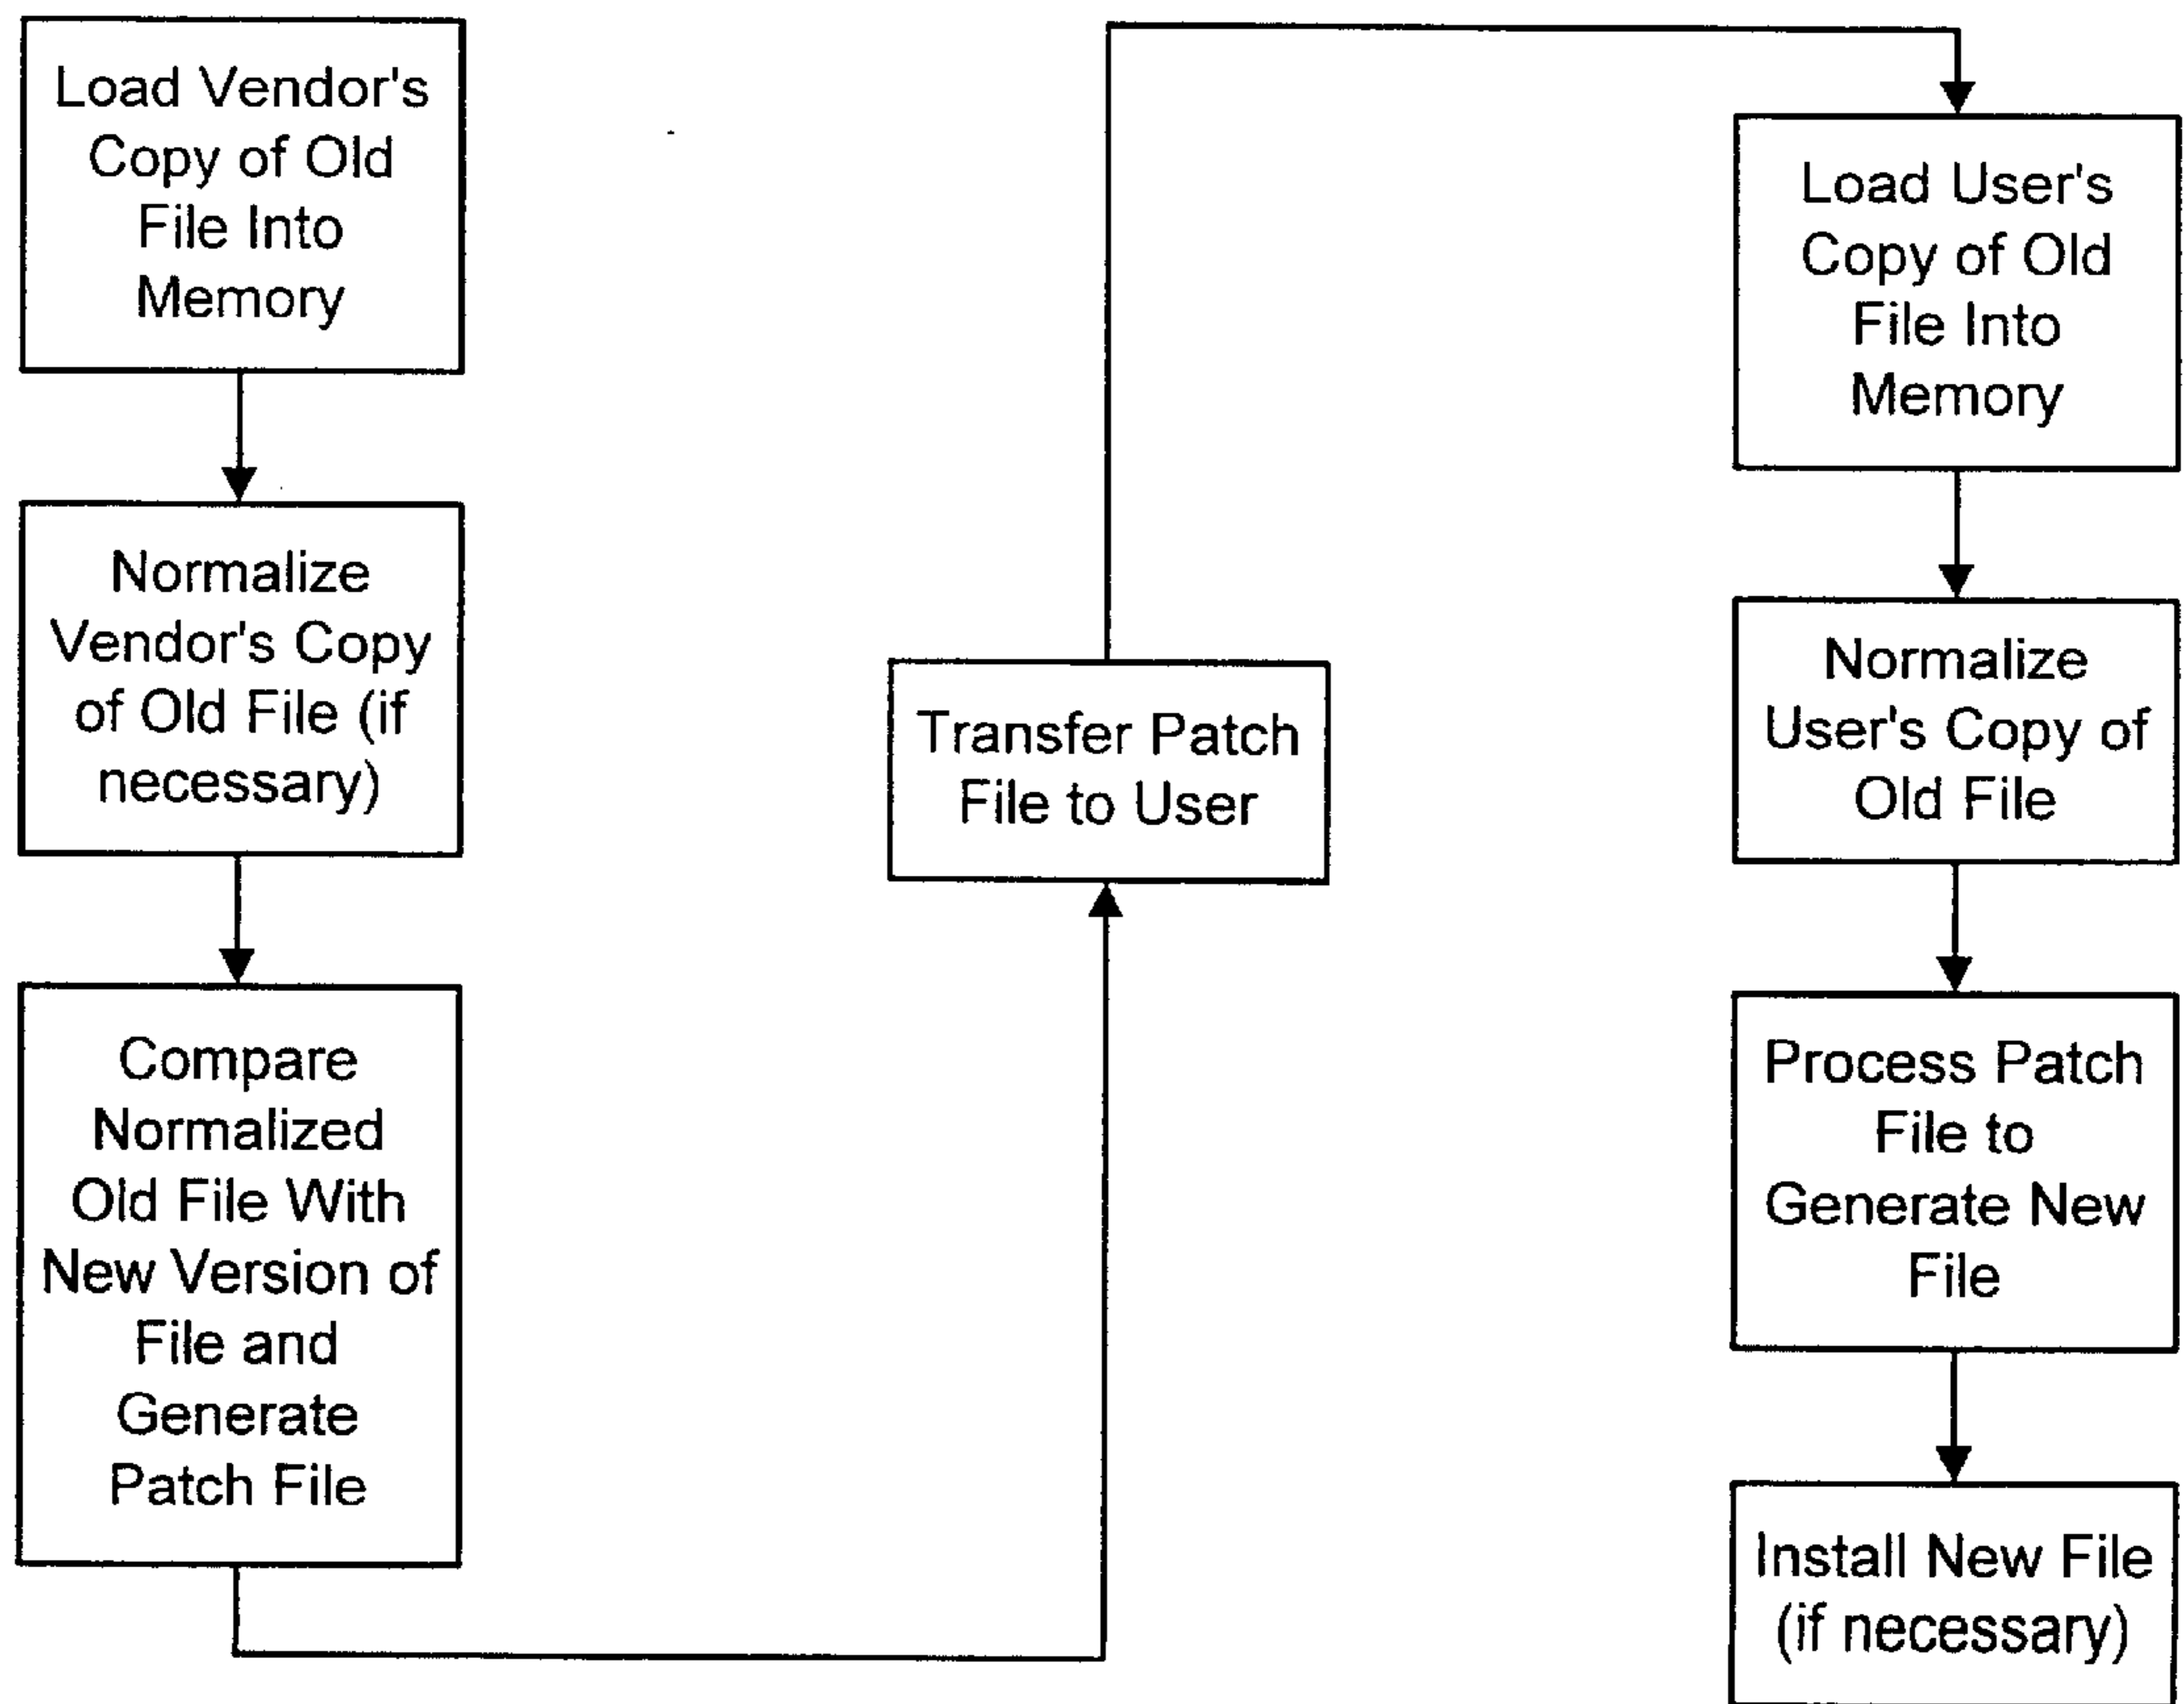 Load Vendor's
Copy of Old
File Into
Memory
Normalize
Vendor's Copy
of Old File (if
necessary)
Compare
Normalized
Old File With
New Version of
File and
Generate
Patch File
Transfer Patch
File to User
Load User's
Copy of Old
File Into
Memory
Normalize
User's Copy of
Old File
Process Patch
File to
Generate New
File
Install New File
(if necessary)